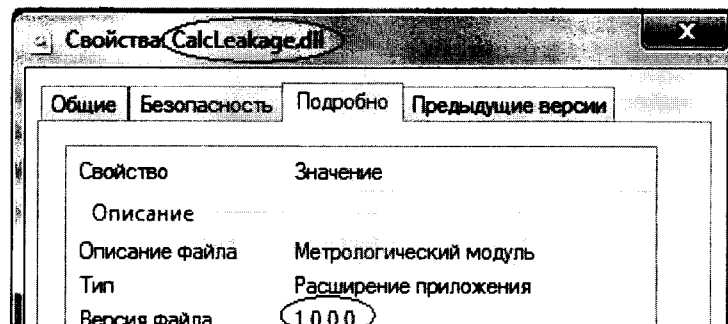 Свойства: CalcLeakage.dll
Общие Безопасность Подробно Предыдущие версии
Свойство Значение
Описание
Описание файла Метрологический модуль
Тип Расширение приложения
Версия файла 1.0.0.0